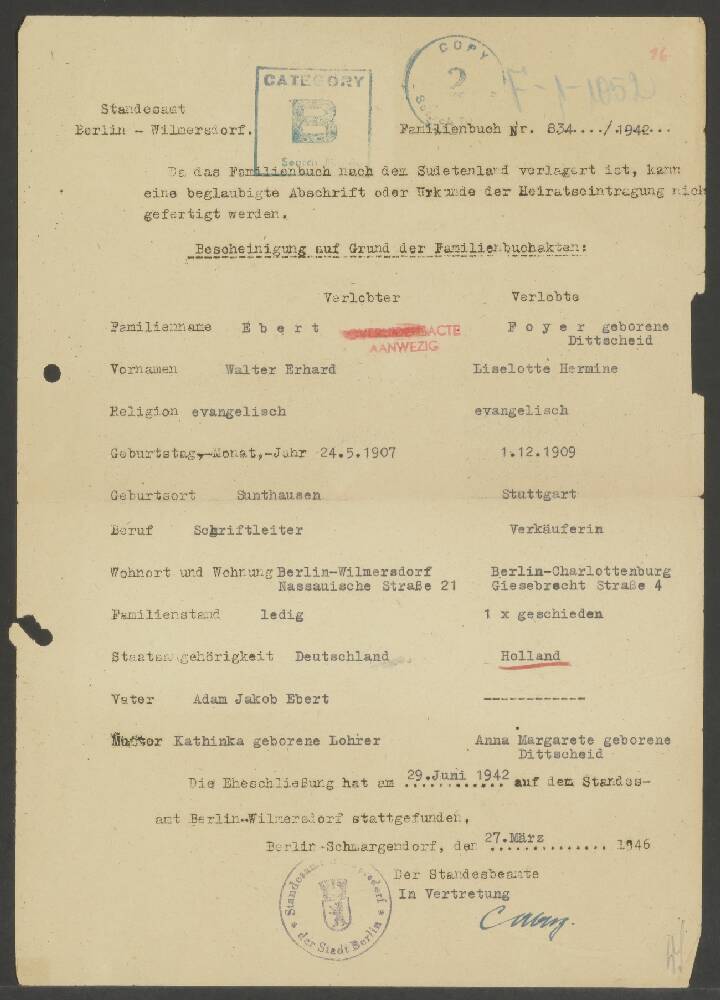 COPY
2
CATEGORY
B
16
7-1-1052
Standesamt
Berlin - Wilmersdorf.
Familienbuch Nr. 834..../.1942...
Da das Familienbuch nach dem Sudetenland verlagert ist, kann
eine beglaubigte Abschrift oder Urkunde der Heiratseintragung nich
gefertigt werden.
Bescheinigung auf Grund der Familienbuchakten:
Verlobter Verlobte
Familienname Ebert Foyer geborene
Dittscheid
OVERLIJDENSACTE
AANWEZIG
Vornamen Walter Erhard Liselotte Hermine
Religion evangelisch evangelisch
Geburtstag,-Monat,-Jahr 24.5.1907 1.12.1909
Geburtsort Sunthausen Stuttgart
Beruf Schriftleiter Verkäuferin
Wohnort und Wohnung Berlin-Wilmersdorf Berlin-Charlottenburg
Nassauische Straße 21 Giesebrecht Straße 4
Familienstand ledig 1 x geschieden
Staatsangehörigkeit Deutschland Holland
Vater Adam Jakob Ebert ------------
Mutter Kathinka geborene Lohrer Anna Margarete geborene
Dittscheid
Die Eheschließung hat am 29.Juni 1942 auf dem Standes-
amt Berlin-Wilmersdorf stattgefunden,
Berlin-Schmargendorf, den 27.März 1946
Der Standesbeamte
In Vertretung
Standesamt
der Stadt Berlin